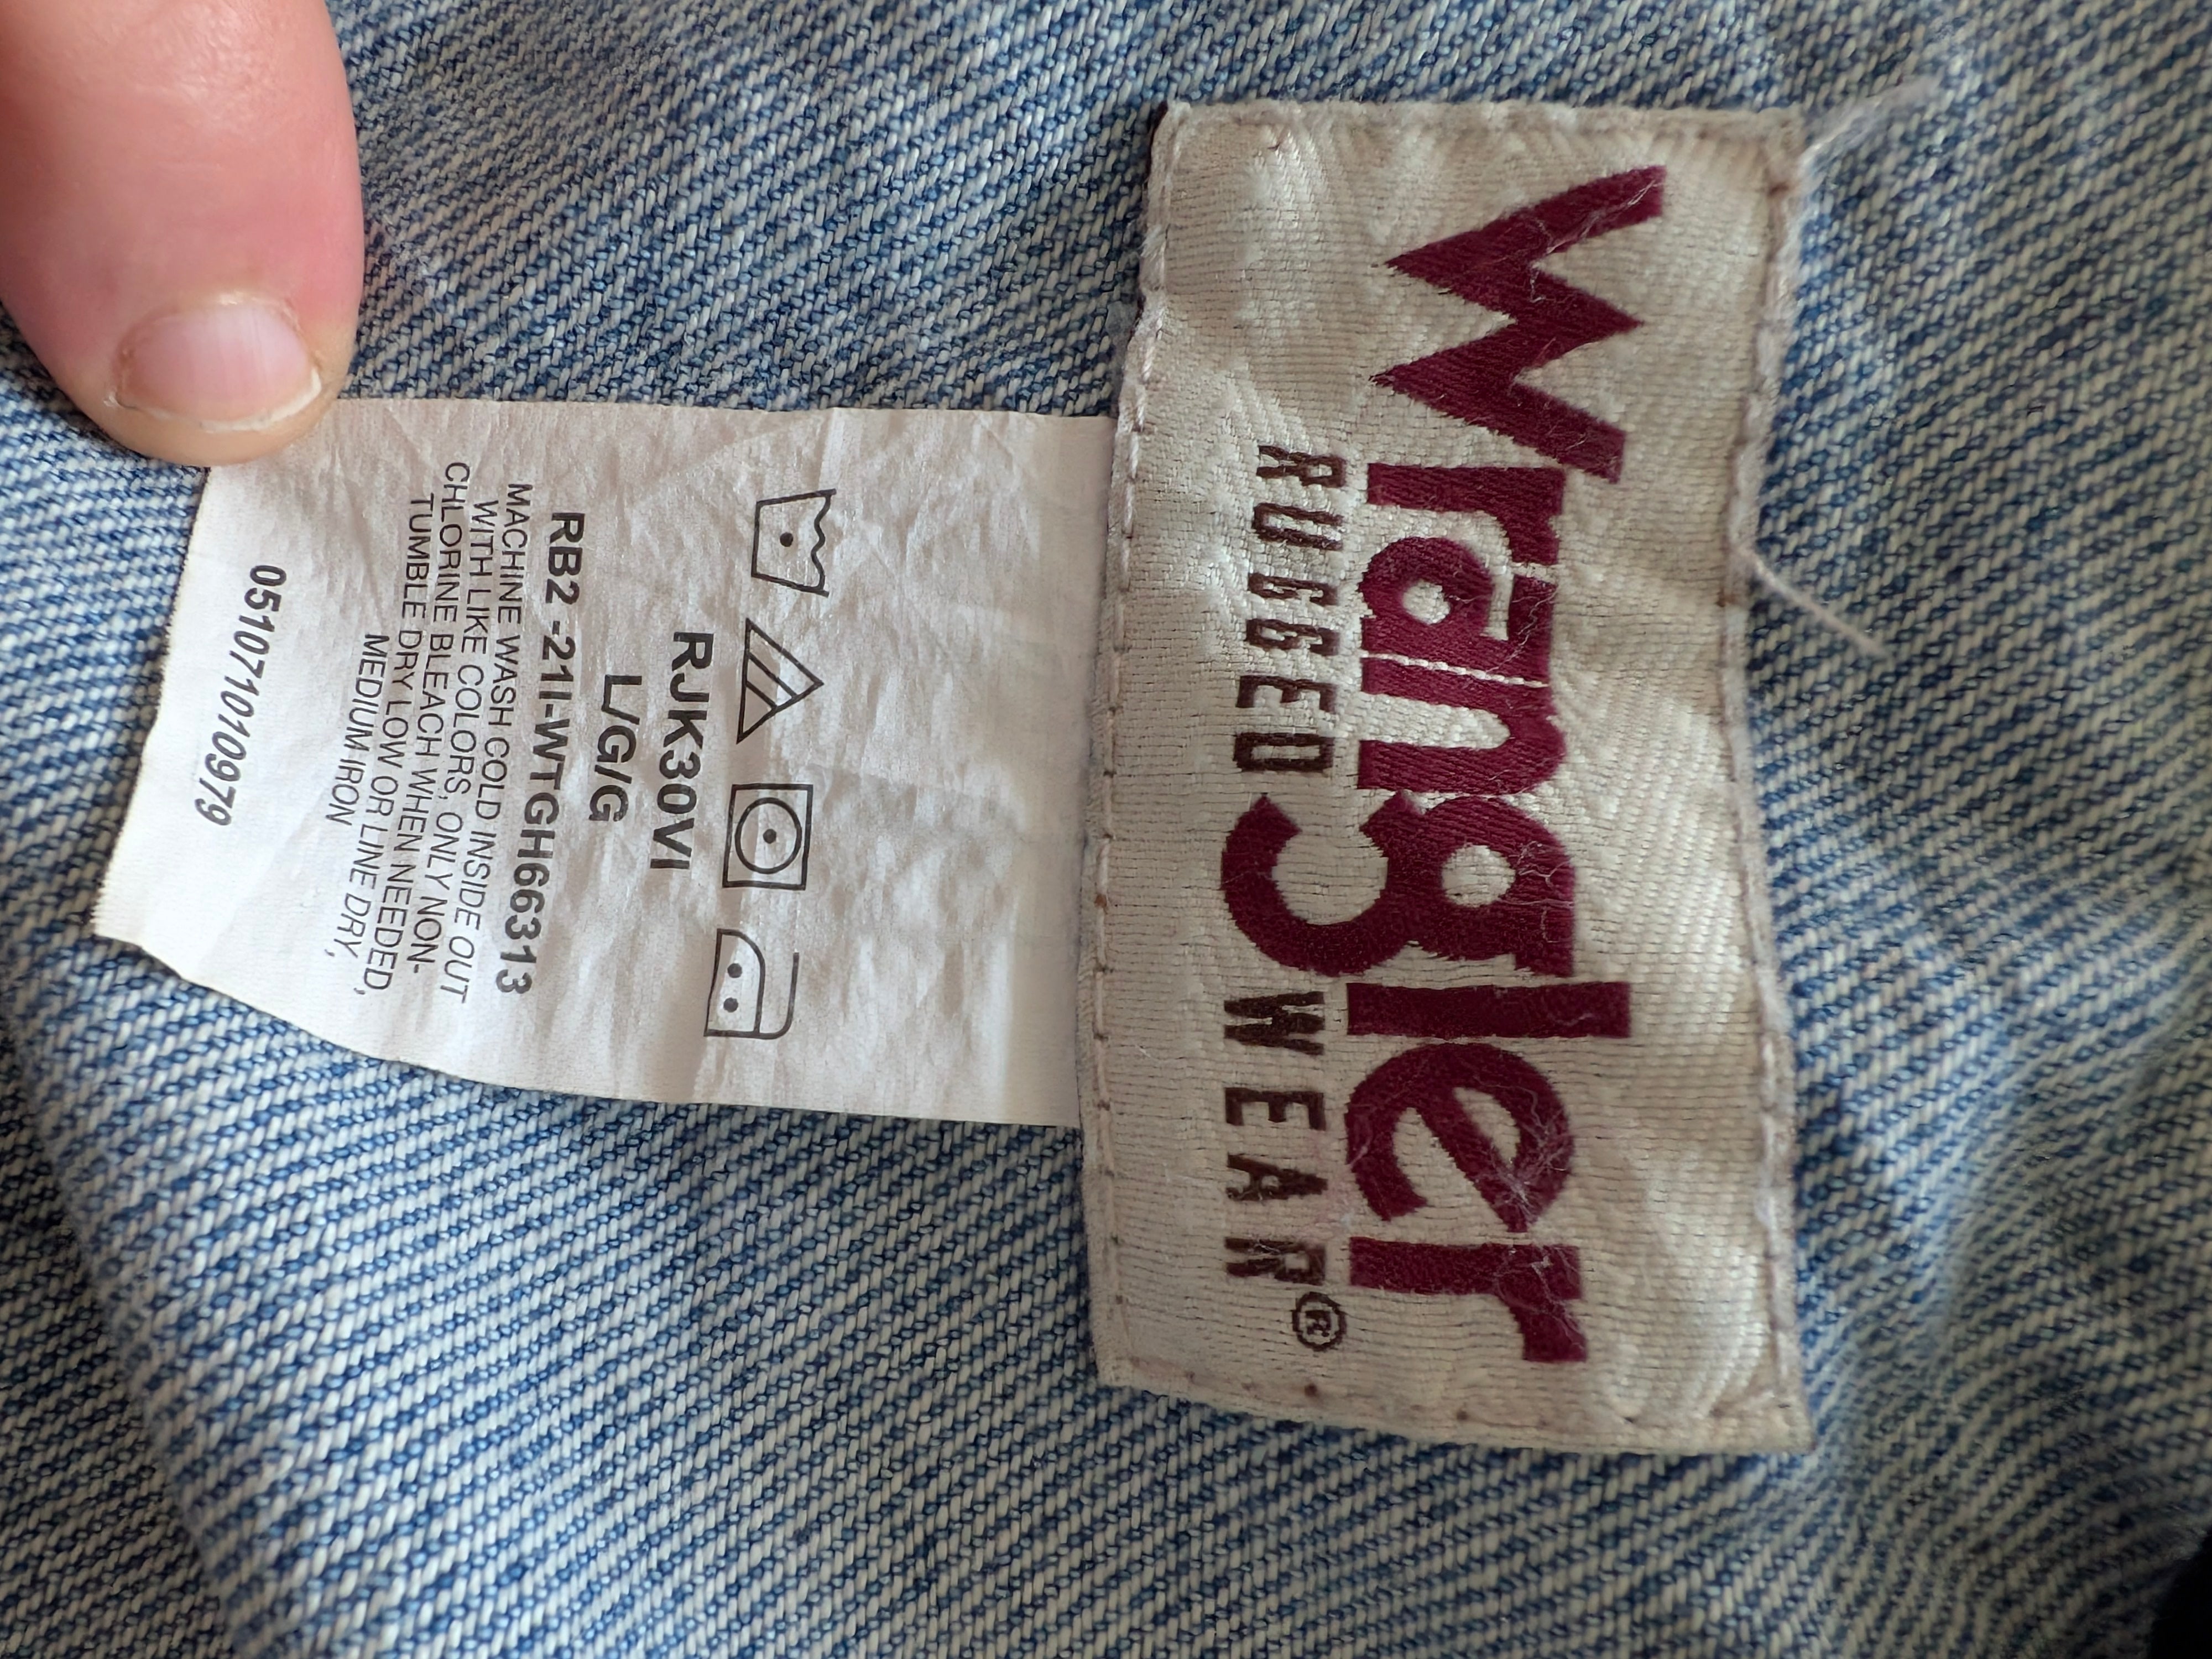 Wrangler
RUGGED WEAR®
RJK30VI
L/G/G
RB2 -21I-WTGH66313
MACHINE WASH COLD INSIDE OUT
WITH LIKE COLORS, ONLY NON-
CHLORINE BLEACH WHEN NEEDED,
TUMBLE DRY LOW OR LINE DRY,
MEDIUM IRON
051071010979